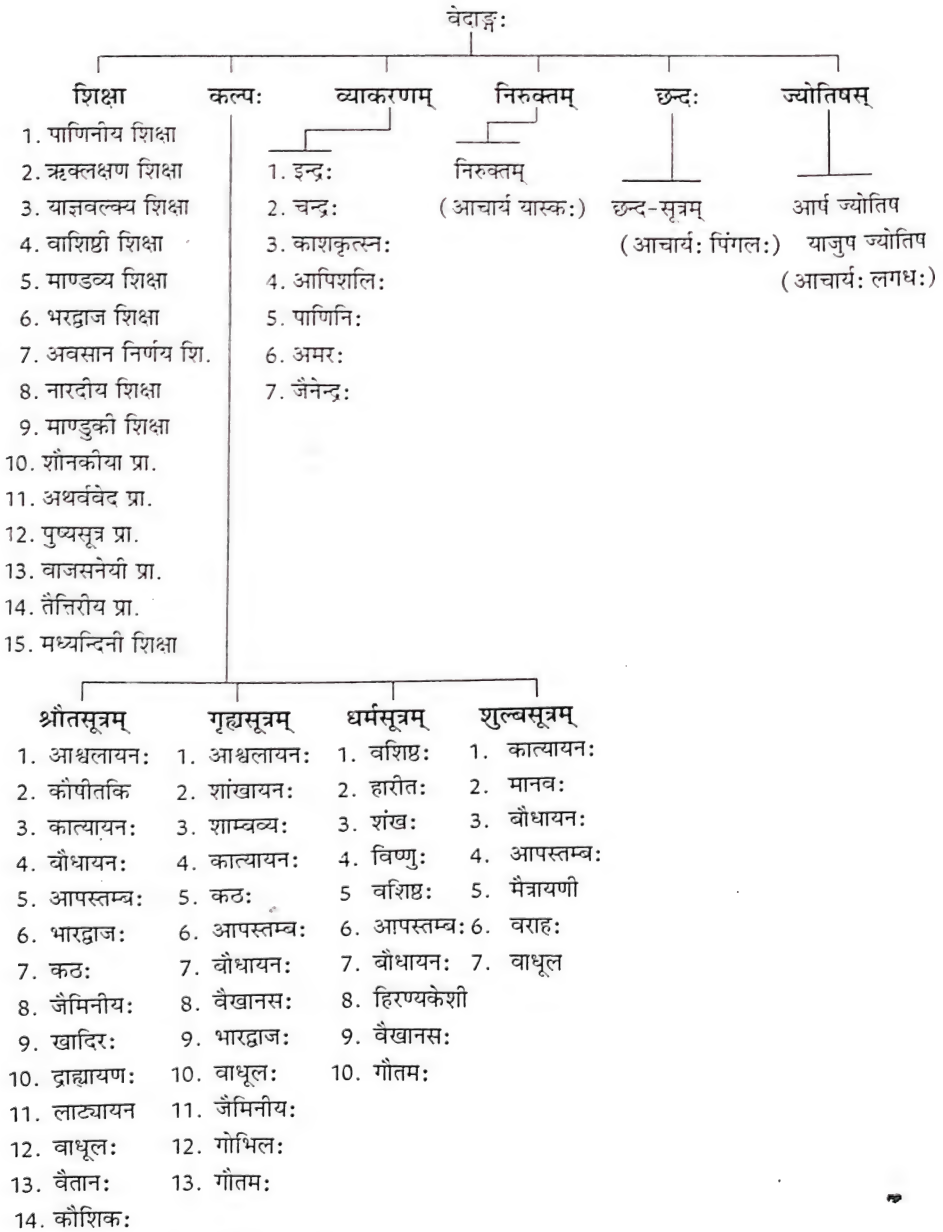 वेदाङ्ग:
शिक्षा कल्प: व्याकरणम् निरुक्तम् छन्द: ज्योतिषस्
1. पाणिनीय शिक्षा
2. ऋक्लक्षण शिक्षा
3. याज्ञवल्क्य शिक्षा
4. वाशिष्ठी शिक्षा
5. माण्डव्य शिक्षा
6. भरद्वाज शिक्षा
7. अवसान निर्णय शि.
8. नारदीय शिक्षा
9. माण्डुकी शिक्षा
10. शौनकीया प्रा.
11. अथर्ववेद प्रा.
12. पुष्यसूत्र प्रा.
13. वाजसनेयी प्रा.
14. तैत्तिरीय प्रा.
15. मध्यन्दिनी शिक्षा
1. इन्द्र:
2. चन्द्र:
3. काशकृत्स्न:
4. आपिशलि:
5. पाणिनि:
6. अमर:
7. जैनेन्द्र:
निरुक्तम्
(आचार्य यास्क:)
छन्द-सूत्रम्
(आचार्य: पिंगल:)
आर्ष ज्योतिष
याजुष ज्योतिष
(आचार्य: लगध:)
श्रौतसूत्रम्
1. आश्वलायन:
2. कौषीतकि
3. कात्यायन:
4. बौधायन:
5. आपस्तम्ब:
6. भारद्वाज:
7. कठ:
8. जैमिनीय:
9. खादिर:
10. द्राह्यायण:
11. लाट्यायन
12. वाधूल:
13. वैतान:
14. कौशिक:
गृह्यसूत्रम्
1. आश्वलायन:
2. शांखायन:
3. शाम्बव्य:
4. कात्यायन:
5. कठ:
6. आपस्तम्ब:
7. बौधायन:
8. वैखानस:
9. भारद्वाज:
10. वाधूल:
11. जैमिनीय:
12. गोभिल:
13. गौतम:
धर्मसूत्रम्
1. वशिष्ठ:
2. हारीत:
3. शंख:
4. विष्णु:
5 वशिष्ठ:
6. आपस्तम्ब:
7. बौधायन:
8. हिरण्यकेशी
9. वैखानस:
10. गौतम:
शुल्बसूत्रम्
1. कात्यायन:
2. मानव:
3. बौधायन:
4. आपस्तम्ब:
5. मैत्रायणी
6. वराह:
7. वाधूल